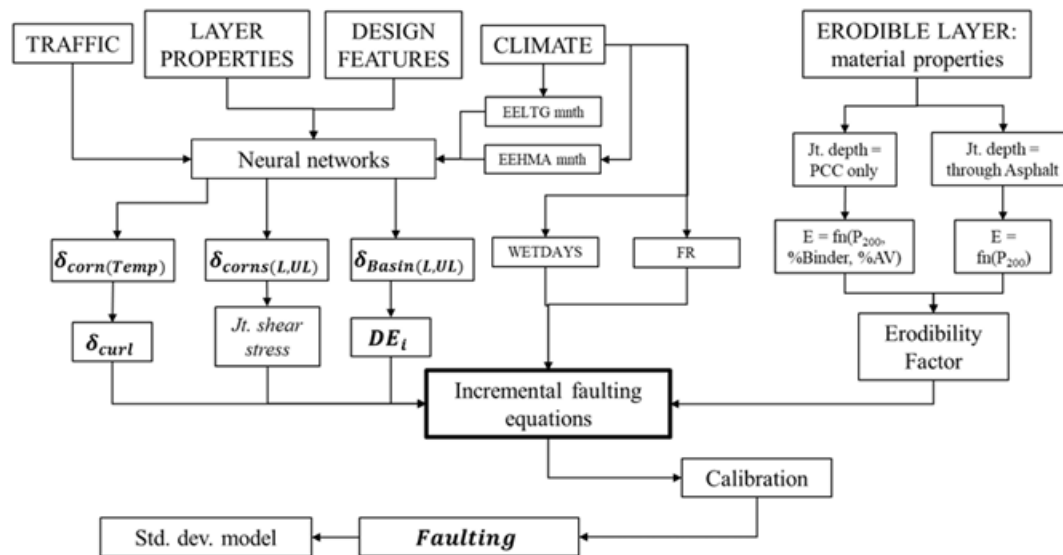 TRAFFIC
LAYER
PROPERTIES
DESIGN
FEATURES
CLIMATE
ERODIBLE LAYER:
material properties
EELTG mnth
EEHMA mnth
Neural networks
Jt. depth =
PCC only
Jt. depth =
through Asphalt
δcorn(Temp)
δcorns(L,UL)
δBasin(L,UL)
WETDAYS
FR
E = fn(P200,
%Binder, %AV)
E =
fn(P200)
δcurl
Jt. shear
stress
DEi
Erodibility
Factor
Incremental faulting
equations
Calibration
Faulting
Std. dev. model